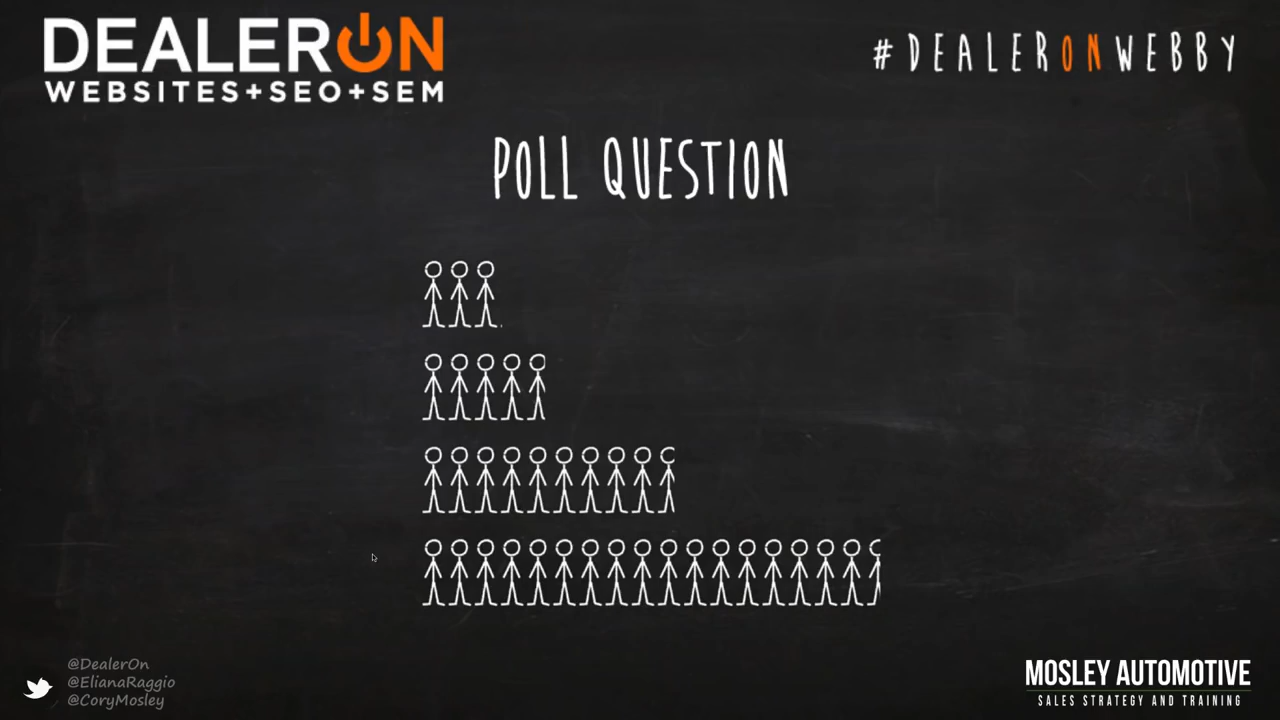 DEALERON
WEBSITES+SEO+SEM
#DEALERONWEBBY
POLL QUESTION
@DealerOn
@ElianaRaggio
@CoryMosley
MOSLEY AUTOMOTIVE
SALES STRATEGY AND TRAINING